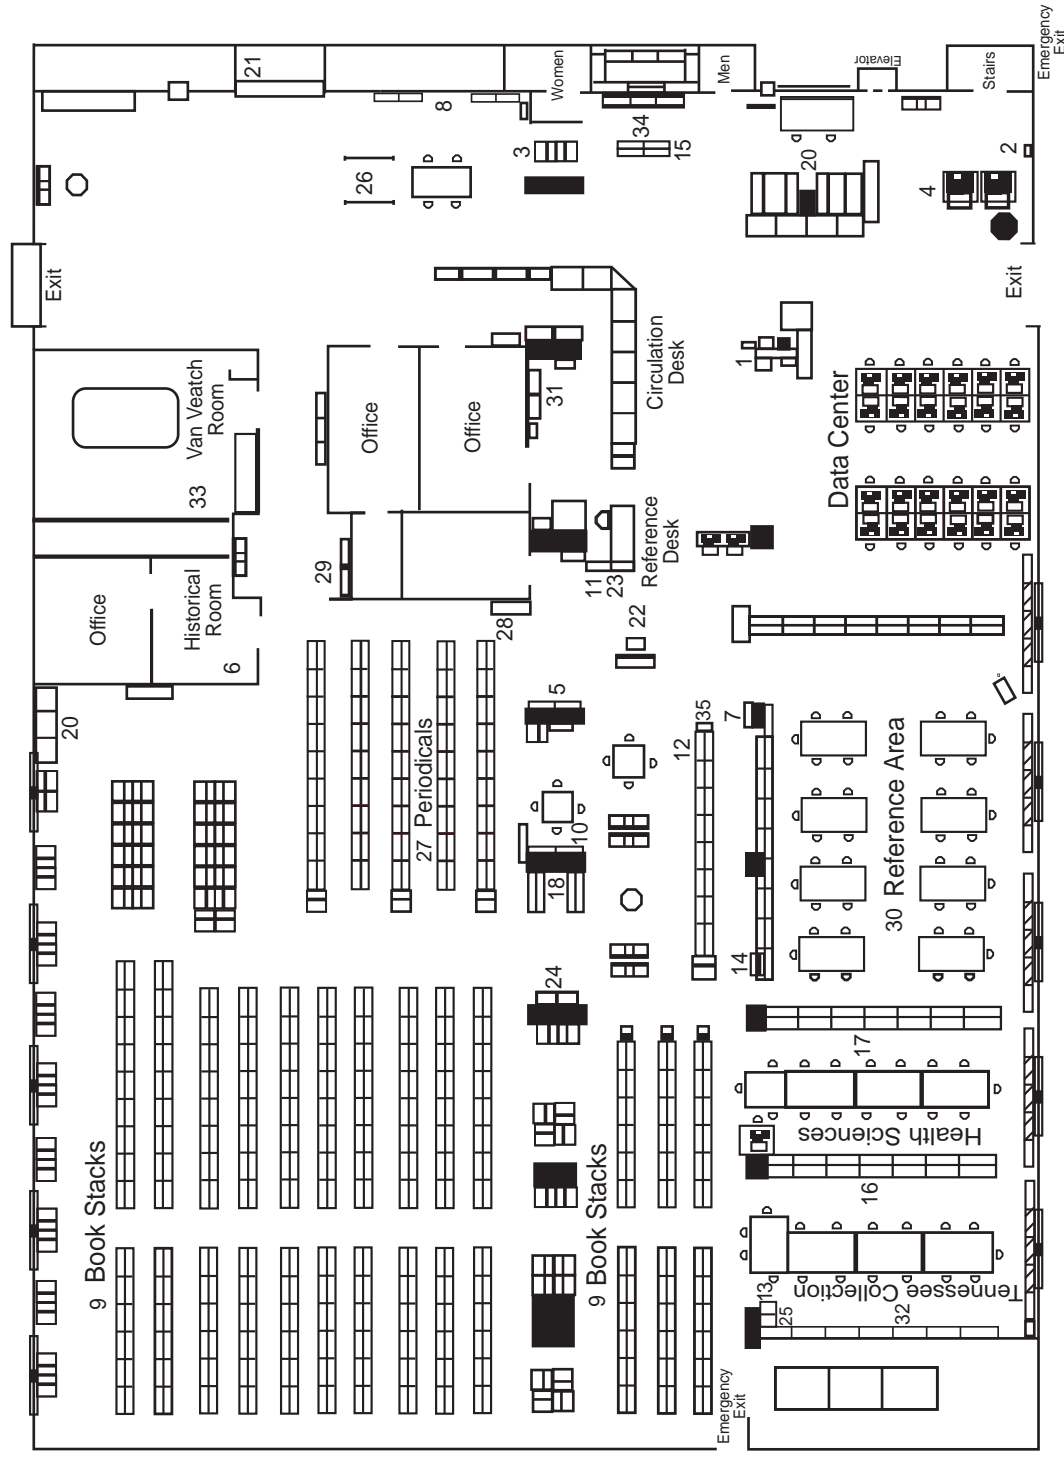 9 Book Stacks
20
Office
Historical
Room
6
33
Van Veatch
Room
Exit
21
27 Periodicals
28
29
Office
Office
26
8
9 Book Stacks
24
18
10
5
11
23
31
3
Women
22
Reference
Desk
Circulation
Desk
34
15
12
35
Emergency
Exit
14
7
1
Men
20
Elevator
13
25
32
Tennessee Collection
16
Health Sciences
17
30 Reference Area
Data Center
4
2
Exit
Stairs
Emergency
Exit